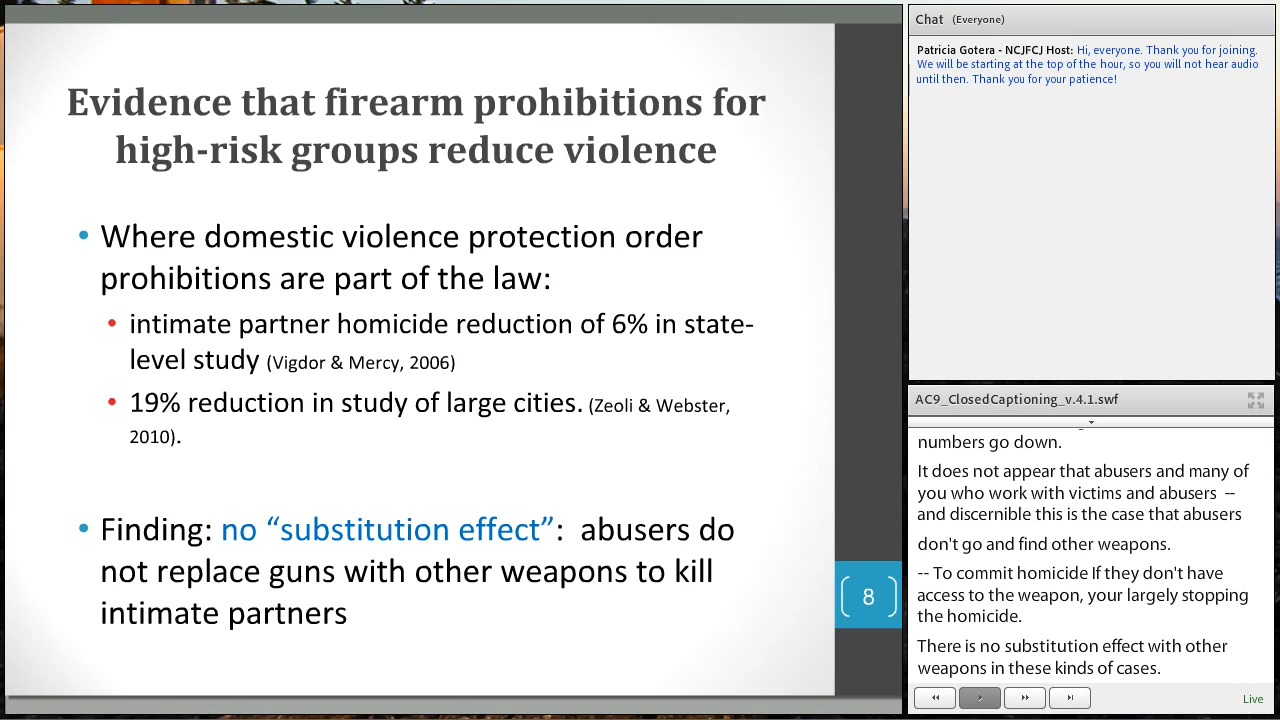 Evidence that firearm prohibitions for
high-risk groups reduce violence
• Where domestic violence protection order
prohibitions are part of the law:
• intimate partner homicide reduction of 6% in state-
level study (Vigdor & Mercy, 2006)
• 19% reduction in study of large cities. (Zeoli & Webster,
2010).
• Finding: no “substitution effect”: abusers do
not replace guns with other weapons to kill
intimate partners
8
Chat (Everyone)
Patricia Gotera - NCJFCJ Host: Hi, everyone. Thank you for joining.
We will be starting at the top of the hour, so you will not hear audio
until then. Thank you for your patience!
AC9_ClosedCaptioning_v.4.1.swf
numbers go down.
It does not appear that abusers and many of
you who work with victims and abusers --
and discernible this is the case that abusers
don't go and find other weapons.
-- To commit homicide If they don't have
access to the weapon, your largely stopping
the homicide.
There is no substitution effect with other
weapons in these kinds of cases.
Live